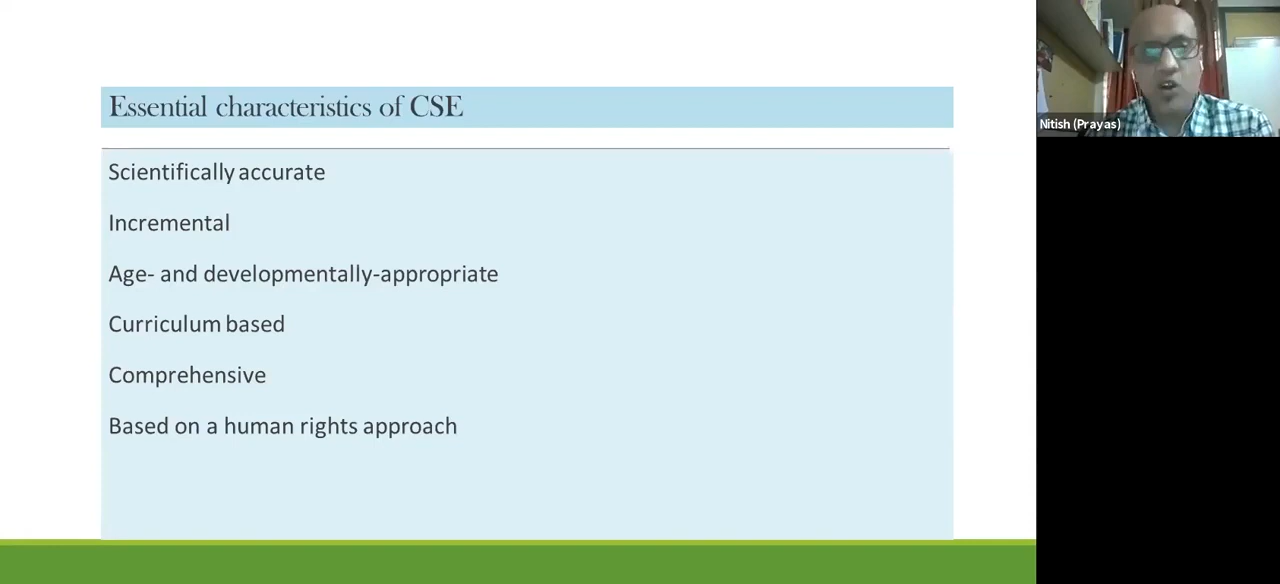 Essential characteristics of CSE
Scientifically accurate
Incremental
Age- and developmentally-appropriate
Curriculum based
Comprehensive
Based on a human rights approach
Nitish (Prayas)